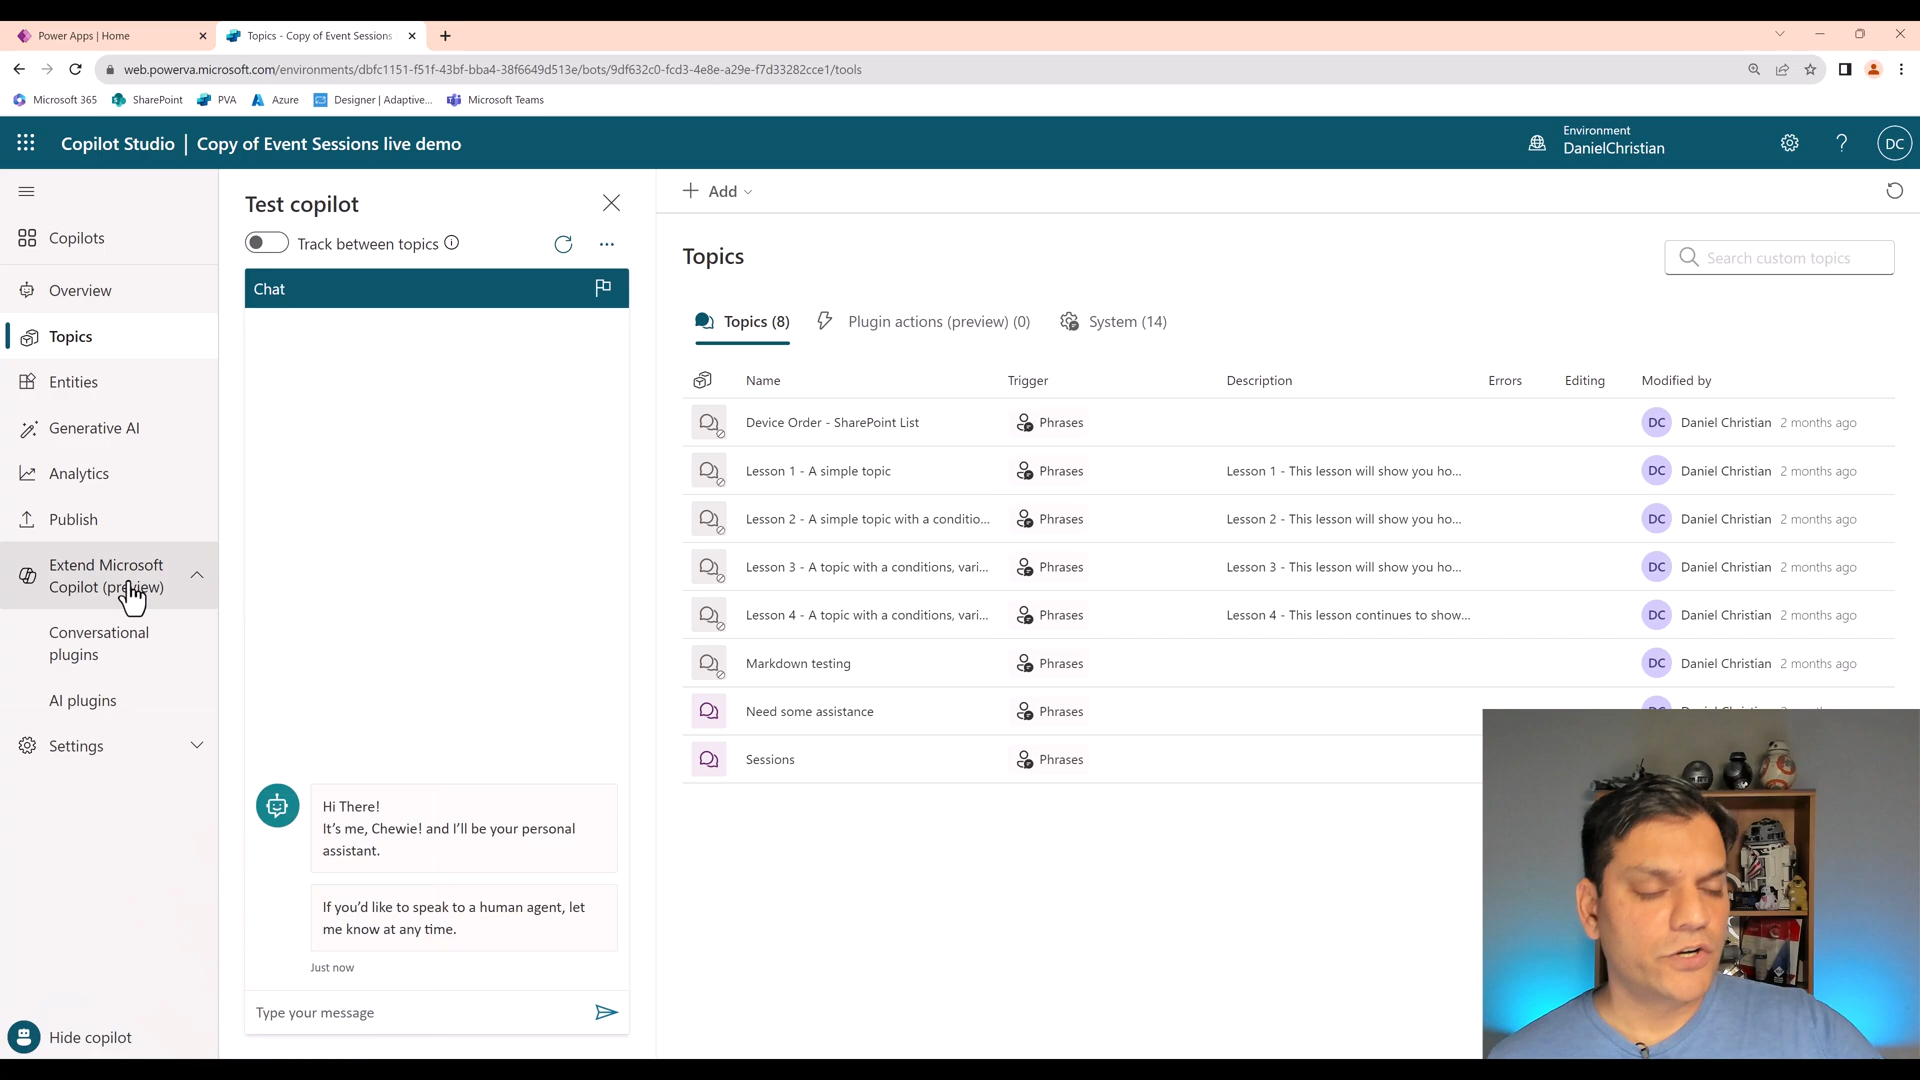 Power Apps | Home
Topics - Copy of Event Sessions
web.powerva.microsoft.com/environments/dbfc1151-f51f-43bf-bba4-38f6649d513e/bots/9df632c0-fcd3-4e8e-a29e-f7d33282cce1/tools
Microsoft 365
SharePoint
PVA
Azure
Designer | Adaptive...
Microsoft Teams
Copilot Studio | Copy of Event Sessions live demo
Environment
DanielChristian
DC
Copilots
Overview
Topics
Entities
Generative AI
Analytics
Publish
Extend Microsoft
Copilot (preview)
Conversational
plugins
AI plugins
Settings
Hide copilot
Test copilot
Track between topics
Chat
Hi There!
It's me, Chewie! and I'll be your personal
assistant.
If you'd like to speak to a human agent, let
me know at any time.
Just now
Type your message
Add
Topics
Search custom topics
Topics (8)
Plugin actions (preview) (0)
System (14)
Name Trigger Description Errors Editing Modified by
Device Order - SharePoint List Phrases DC Daniel Christian 2 months ago
Lesson 1 - A simple topic Phrases Lesson 1 - This lesson will show you ho... DC Daniel Christian 2 months ago
Lesson 2 - A simple topic with a conditio... Phrases Lesson 2 - This lesson will show you ho... DC Daniel Christian 2 months ago
Lesson 3 - A topic with a conditions, vari... Phrases Lesson 3 - This lesson will show you ho... DC Daniel Christian 2 months ago
Lesson 4 - A topic with a conditions, vari... Phrases Lesson 4 - This lesson continues to show... DC Daniel Christian 2 months ago
Markdown testing Phrases DC Daniel Christian 2 months ago
Need some assistance Phrases
Sessions Phrases